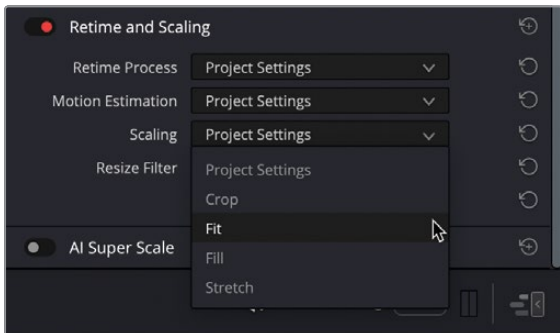 Retime and Scaling
Retime Process Project Settings
Motion Estimation Project Settings
Scaling Project Settings
Resize Filter Project Settings
Crop
Fit
AI Super Scale Fill
Stretch